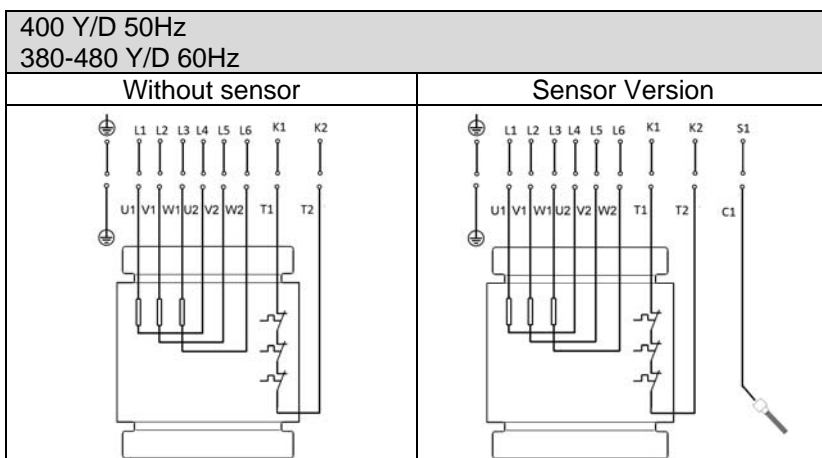 400 Y/D 50Hz
380-480 Y/D 60Hz
Without sensor
Sensor Version
L1 L2 L3 L4 L5 L6 K1 K2
U1 V1 W1 U2 V2 W2 T1 T2
L1 L2 L3 L4 L5 L6 K1 K2 S1
U1 V1 W1 U2 V2 W2 T1 T2 C1